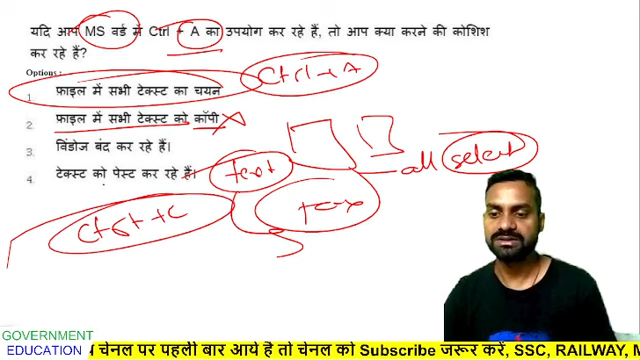 यदि आप MS वर्ड में Ctrl + A का उपयोग कर रहे हैं, तो आप क्या करने की कोशिश
कर रहे हैं?
Options :
1. फ़ाइल में सभी टेक्स्ट का चयन
Ctrl+A
2. फ़ाइल में सभी टेक्स्ट को कॉपी
3. विंडोज बंद कर रहे हैं।
all select
4. टेक्स्ट को पेस्ट कर रहे हैं।
text
GOVERNMENT
EDUCATION
चेनल पर पहली बार आये है तो चेनल को Subscribe जरूर करें, SSC, RAILWAY, M